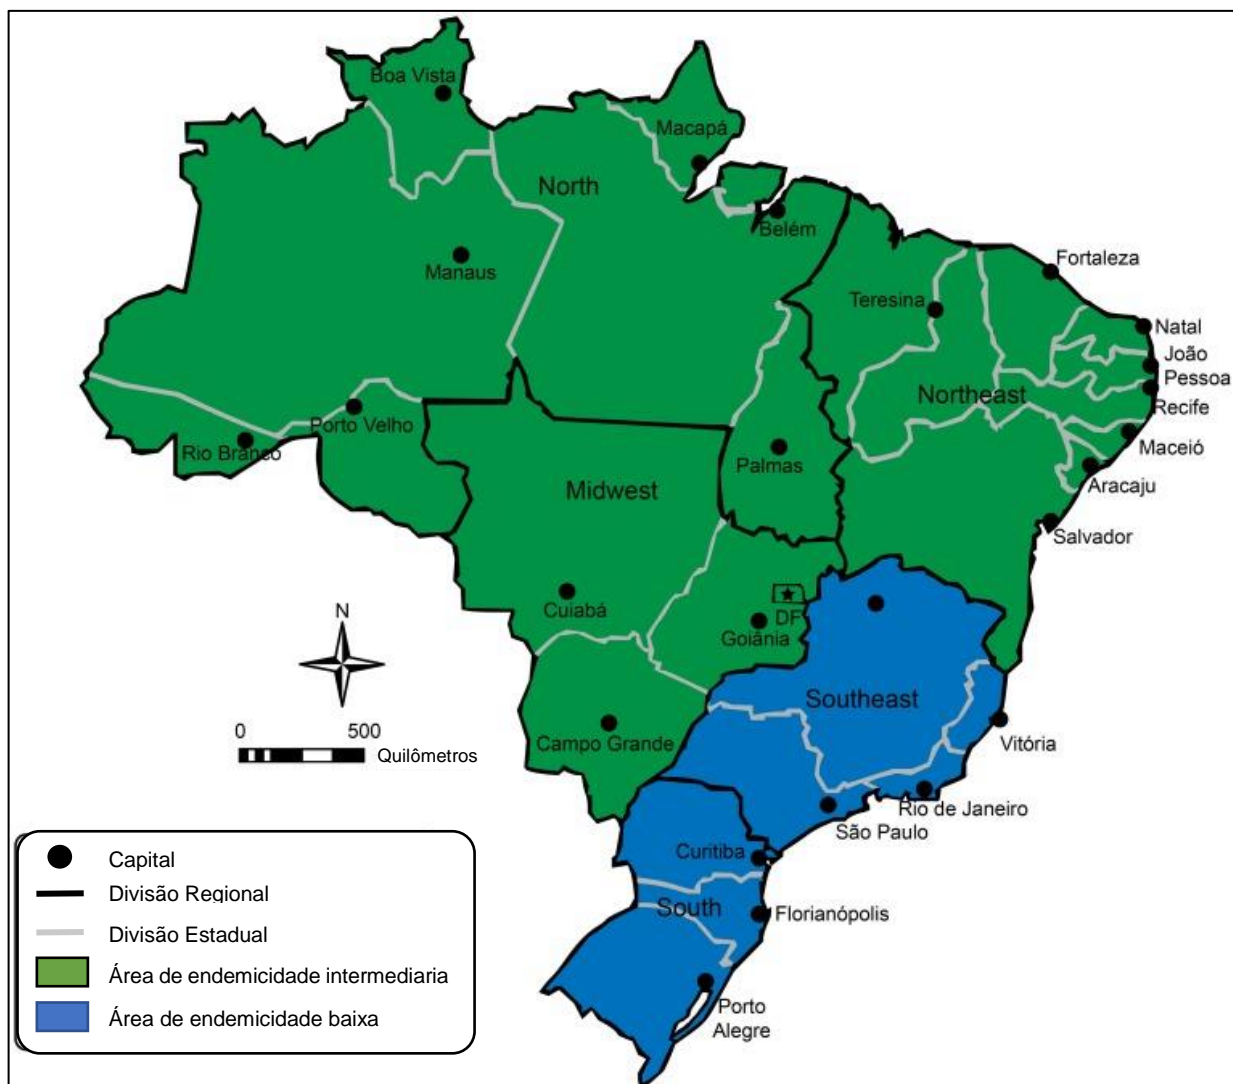 Boa Vista
Macapá
North
Belém
Manaus
Fortaleza
Teresina
Natal
João
Pessoa
Northeast
Recife
Porto Velho
Rio Branco
Maceió
Palmas
Aracaju
Midwest
Salvador
Cuiabá
DF
Goiânia
N
Southeast
0 500
Quilômetros
Campo Grande
Vitória
Rio de Janeiro
São Paulo
Curitiba
South
Florianópolis
Porto
Alegre
Capital
Divisão Regional
Divisão Estadual
Área de endemicidade intermediaria
Área de endemicidade baixa